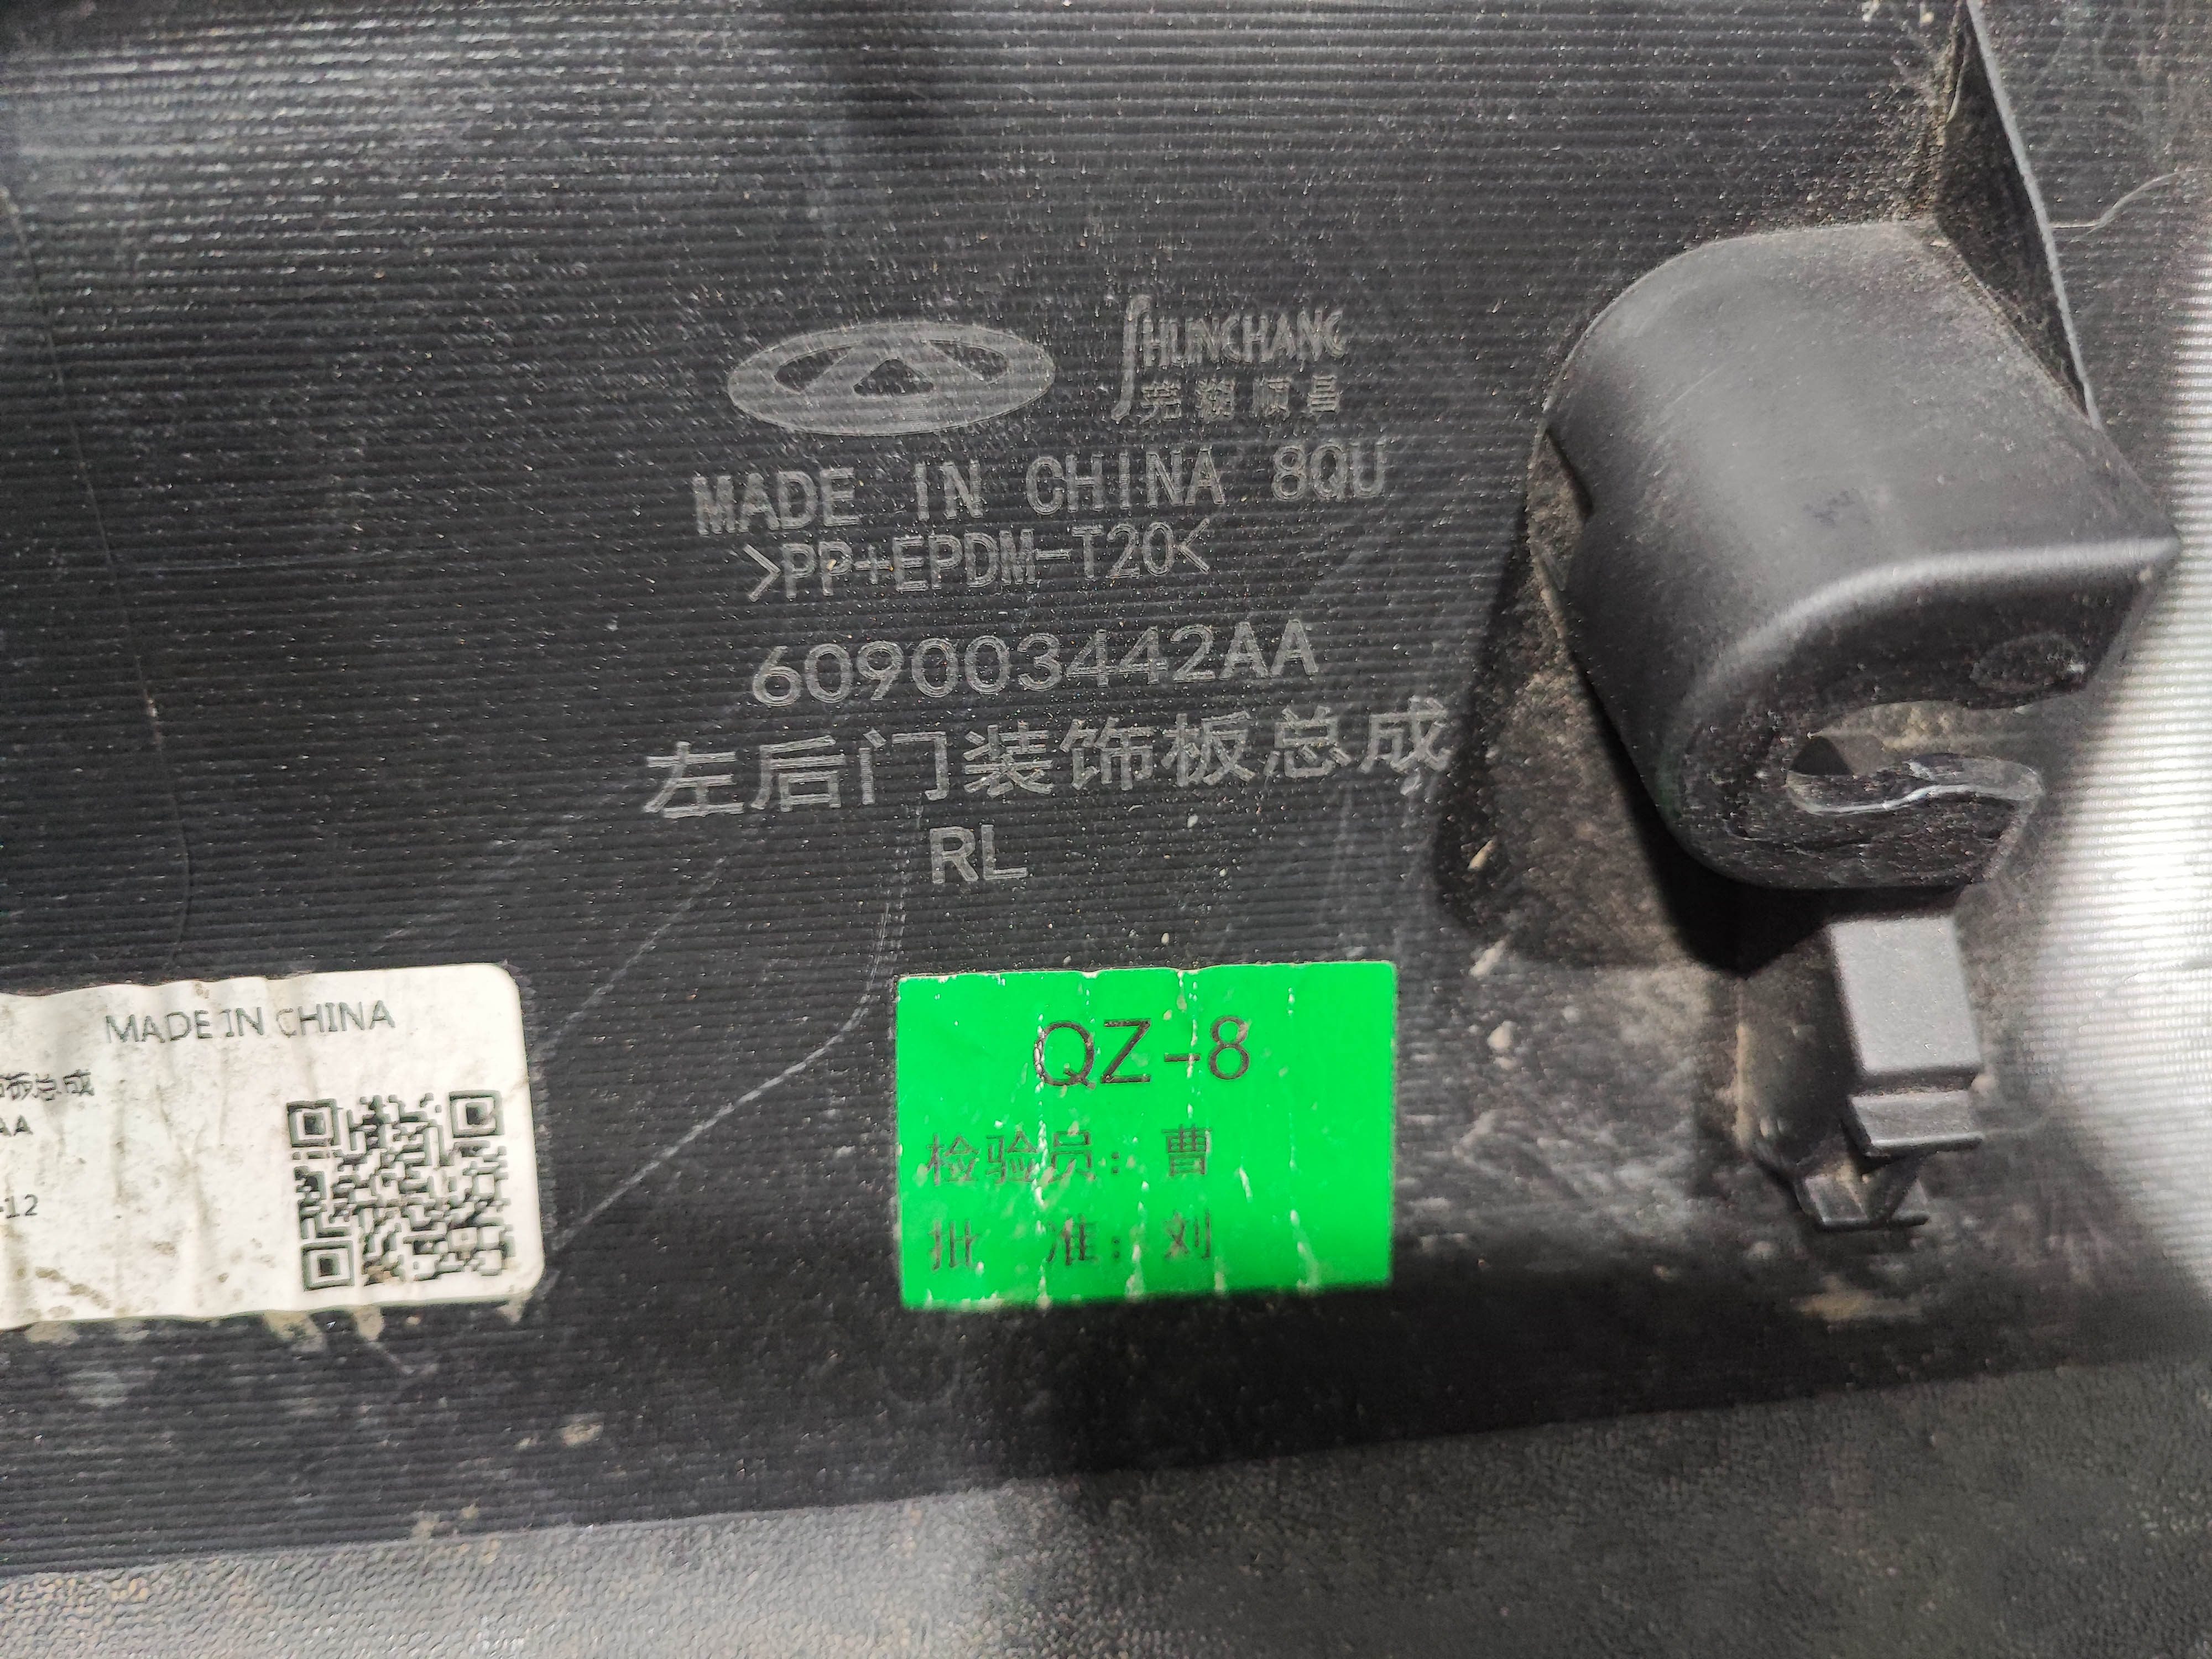 SHUNCHANG
芜湖顺昌
MADE IN CHINA 8QU
>PP+EPDM-T20<
609003442AA
左后门装饰板总成
RL
MADE IN CHINA
饰板总成
AA
-12
QZ-8
检验员：曹
批 准：刘